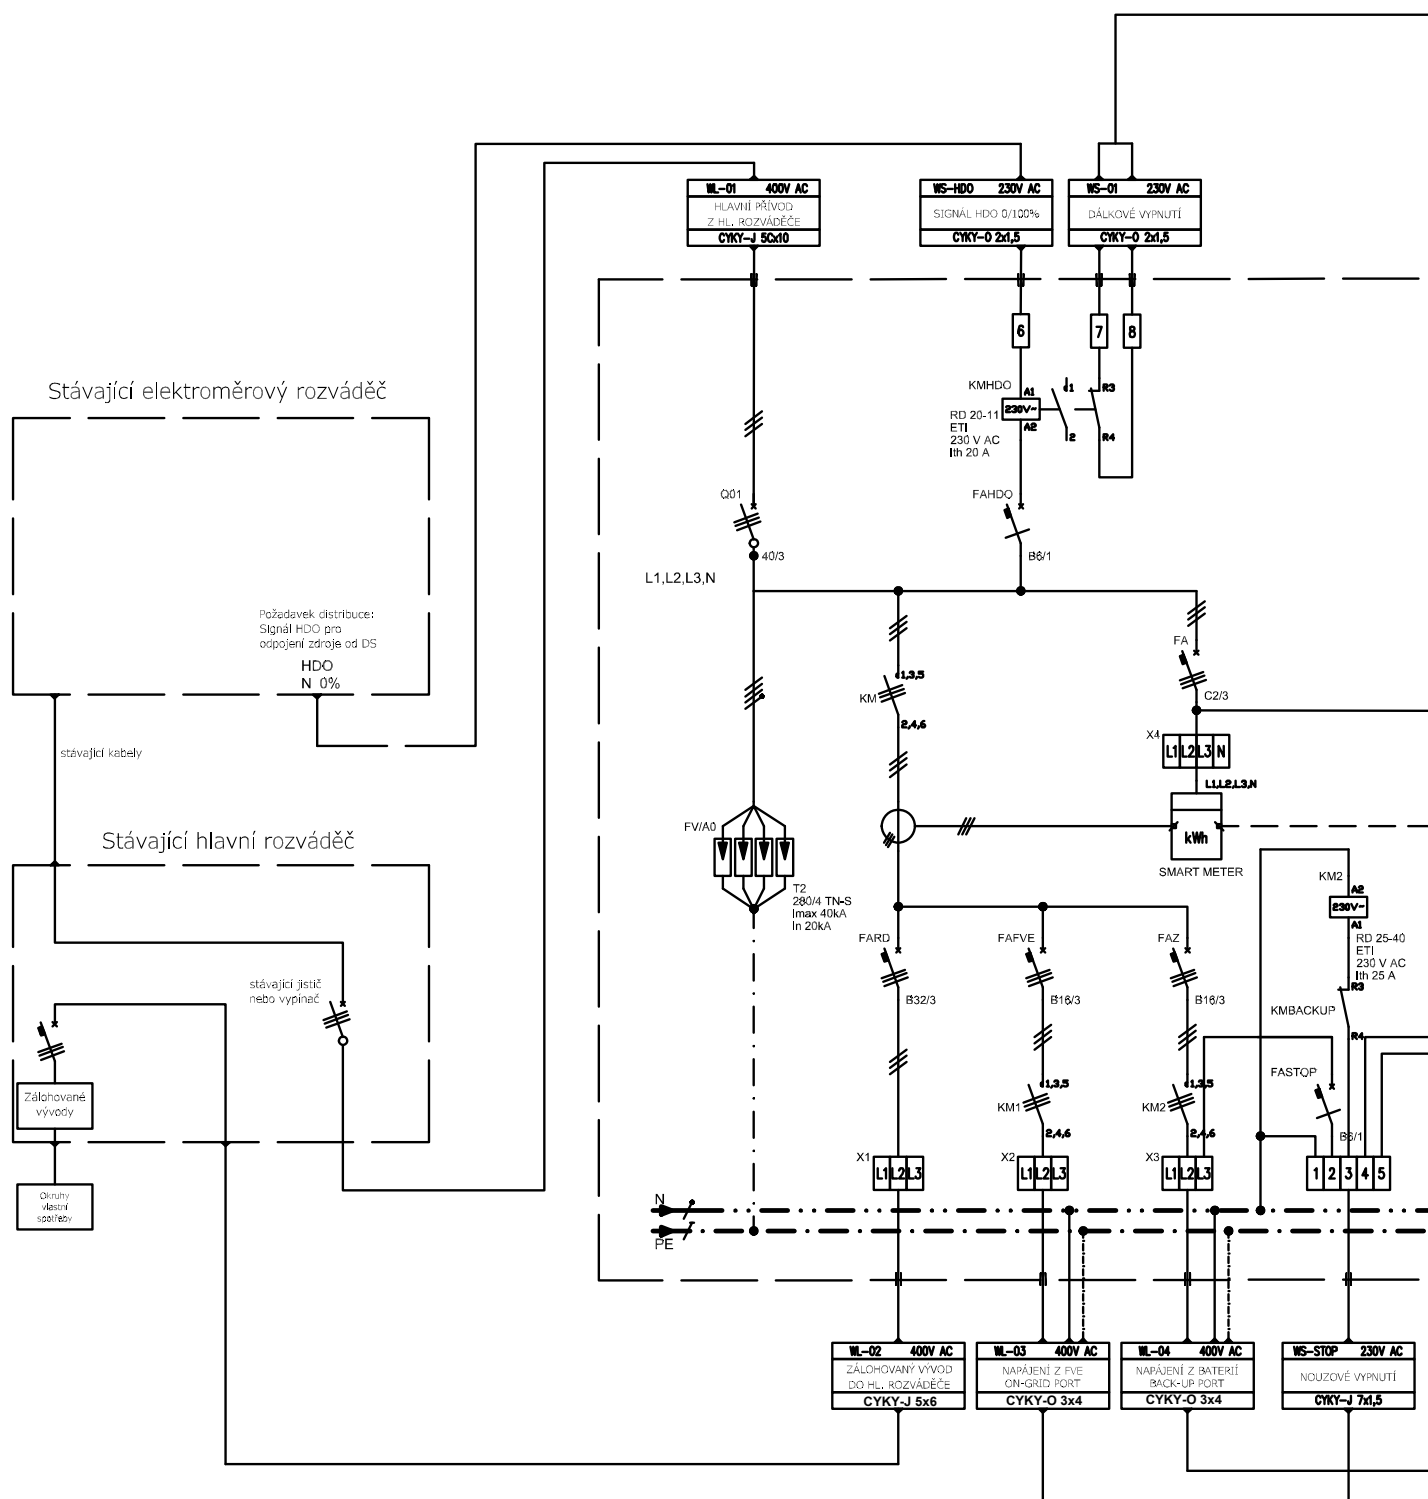 WL-01 400V AC
HLAVNÍ PŘÍVOD
Z HL. ROZVÁDĚČE
CYKY-J 5Cx10
WS-HDO 230V AC
SIGNÁL HDO 0/100%
CYKY-O 2x1,5
WS-01 230V AC
DÁLKOVÉ VYPNUTÍ
CYKY-O 2x1,5
6
7
8
KMHDO
A1
230V~
A2
RD 20-11
ETI
230 V AC
Ith 20 A
1
2
R3
R4
Stávající elektroměrový rozváděč
Q01
40/3
FAHDO
B6/1
L1,L2,L3,N
Požadavek distribuce:
Signál HDO pro
odpojení zdroje od DS
HDO
N 0%
FA
C2/3
KM
1,3,5
2,4,6
stávající kabely
X4
L1 L2 L3 N
L1,L2,L3,N
kWh
SMART METER
Stávající hlavní rozváděč
FV/A0
T2
280/4 TN-S
Imax 40kA
In 20kA
KM2
A2
230V~
A1
RD 25-40
ETI
230 V AC
Ith 25 A
FARD
B32/3
FAFVE
B16/3
FAZ
B16/3
stávající jistič
nebo vypínač
R3
KMBACKUP
R4
FASTOP
B6/1
KM1
1,3,5
2,4,6
KM2
1,3,5
2,4,6
Zálohované
vývody
X1
L1 L2 L3
X2
L1 L2 L3
X3
L1 L2 L3
1 2 3 4 5
Okruhy
vlastní
spotřeby
N
PE
WL-02 400V AC
ZÁLOHOVANÝ VÝVOD
DO HL. ROZVÁDĚČE
CYKY-J 5x6
WL-03 400V AC
NAPÁJENÍ Z FVE
ON-GRID PORT
CYKY-O 3x4
WL-04 400V AC
NAPÁJENÍ Z BATERIÍ
BACK-UP PORT
CYKY-O 3x4
WS-STOP 230V AC
NOUZOVÉ VYPNUTÍ
CYKY-J 7x1,5